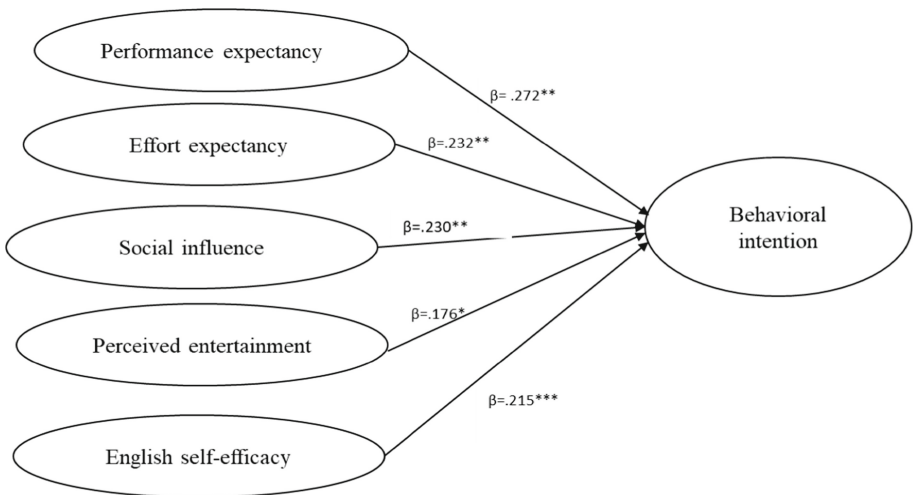 Performance expectancy
β= .272**
Effort expectancy
β=.232**
Social influence
β=.230**
Behavioral
intention
Perceived entertainment
β=.176*
English self-efficacy
β=.215***